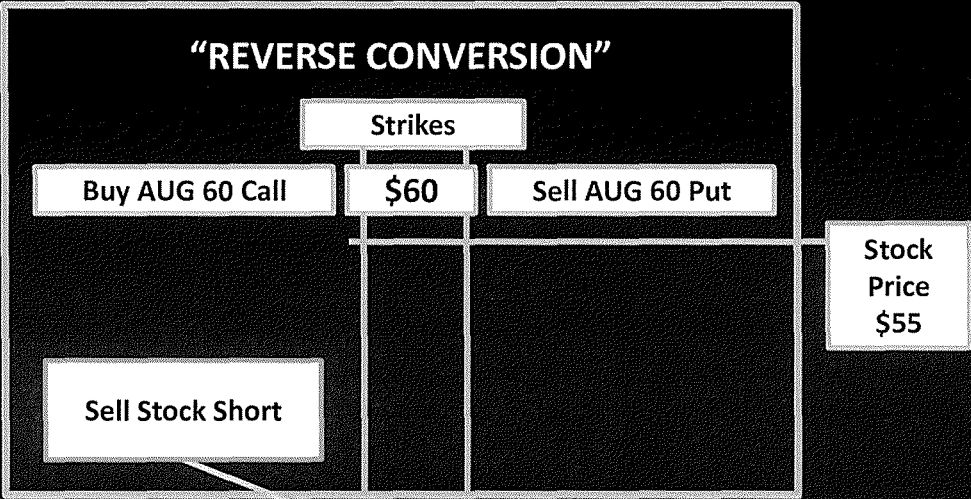 “REVERSE CONVERSION”
Strikes
Buy AUG 60 Call
$60
Sell AUG 60 Put
Stock
Price
$55
Sell Stock Short